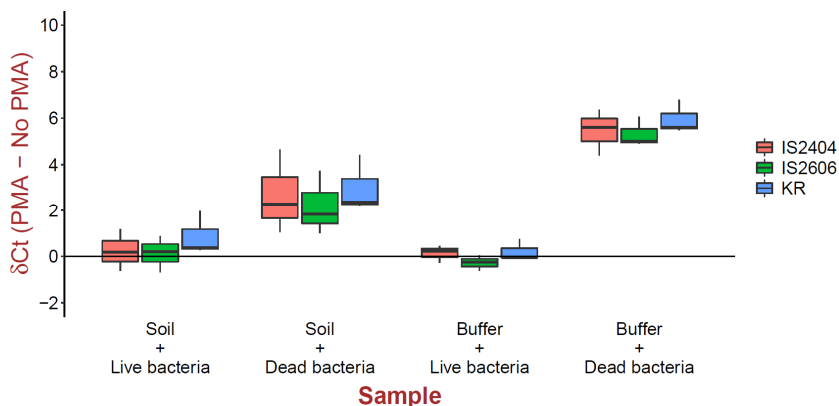 10
8
6
4
2
0
−2
δCt (PMA − No PMA)
IS2404
IS2606
KR
Soil
+
Live bacteria
Soil
+
Dead bacteria
Buffer
+
Live bacteria
Buffer
+
Dead bacteria
Sample